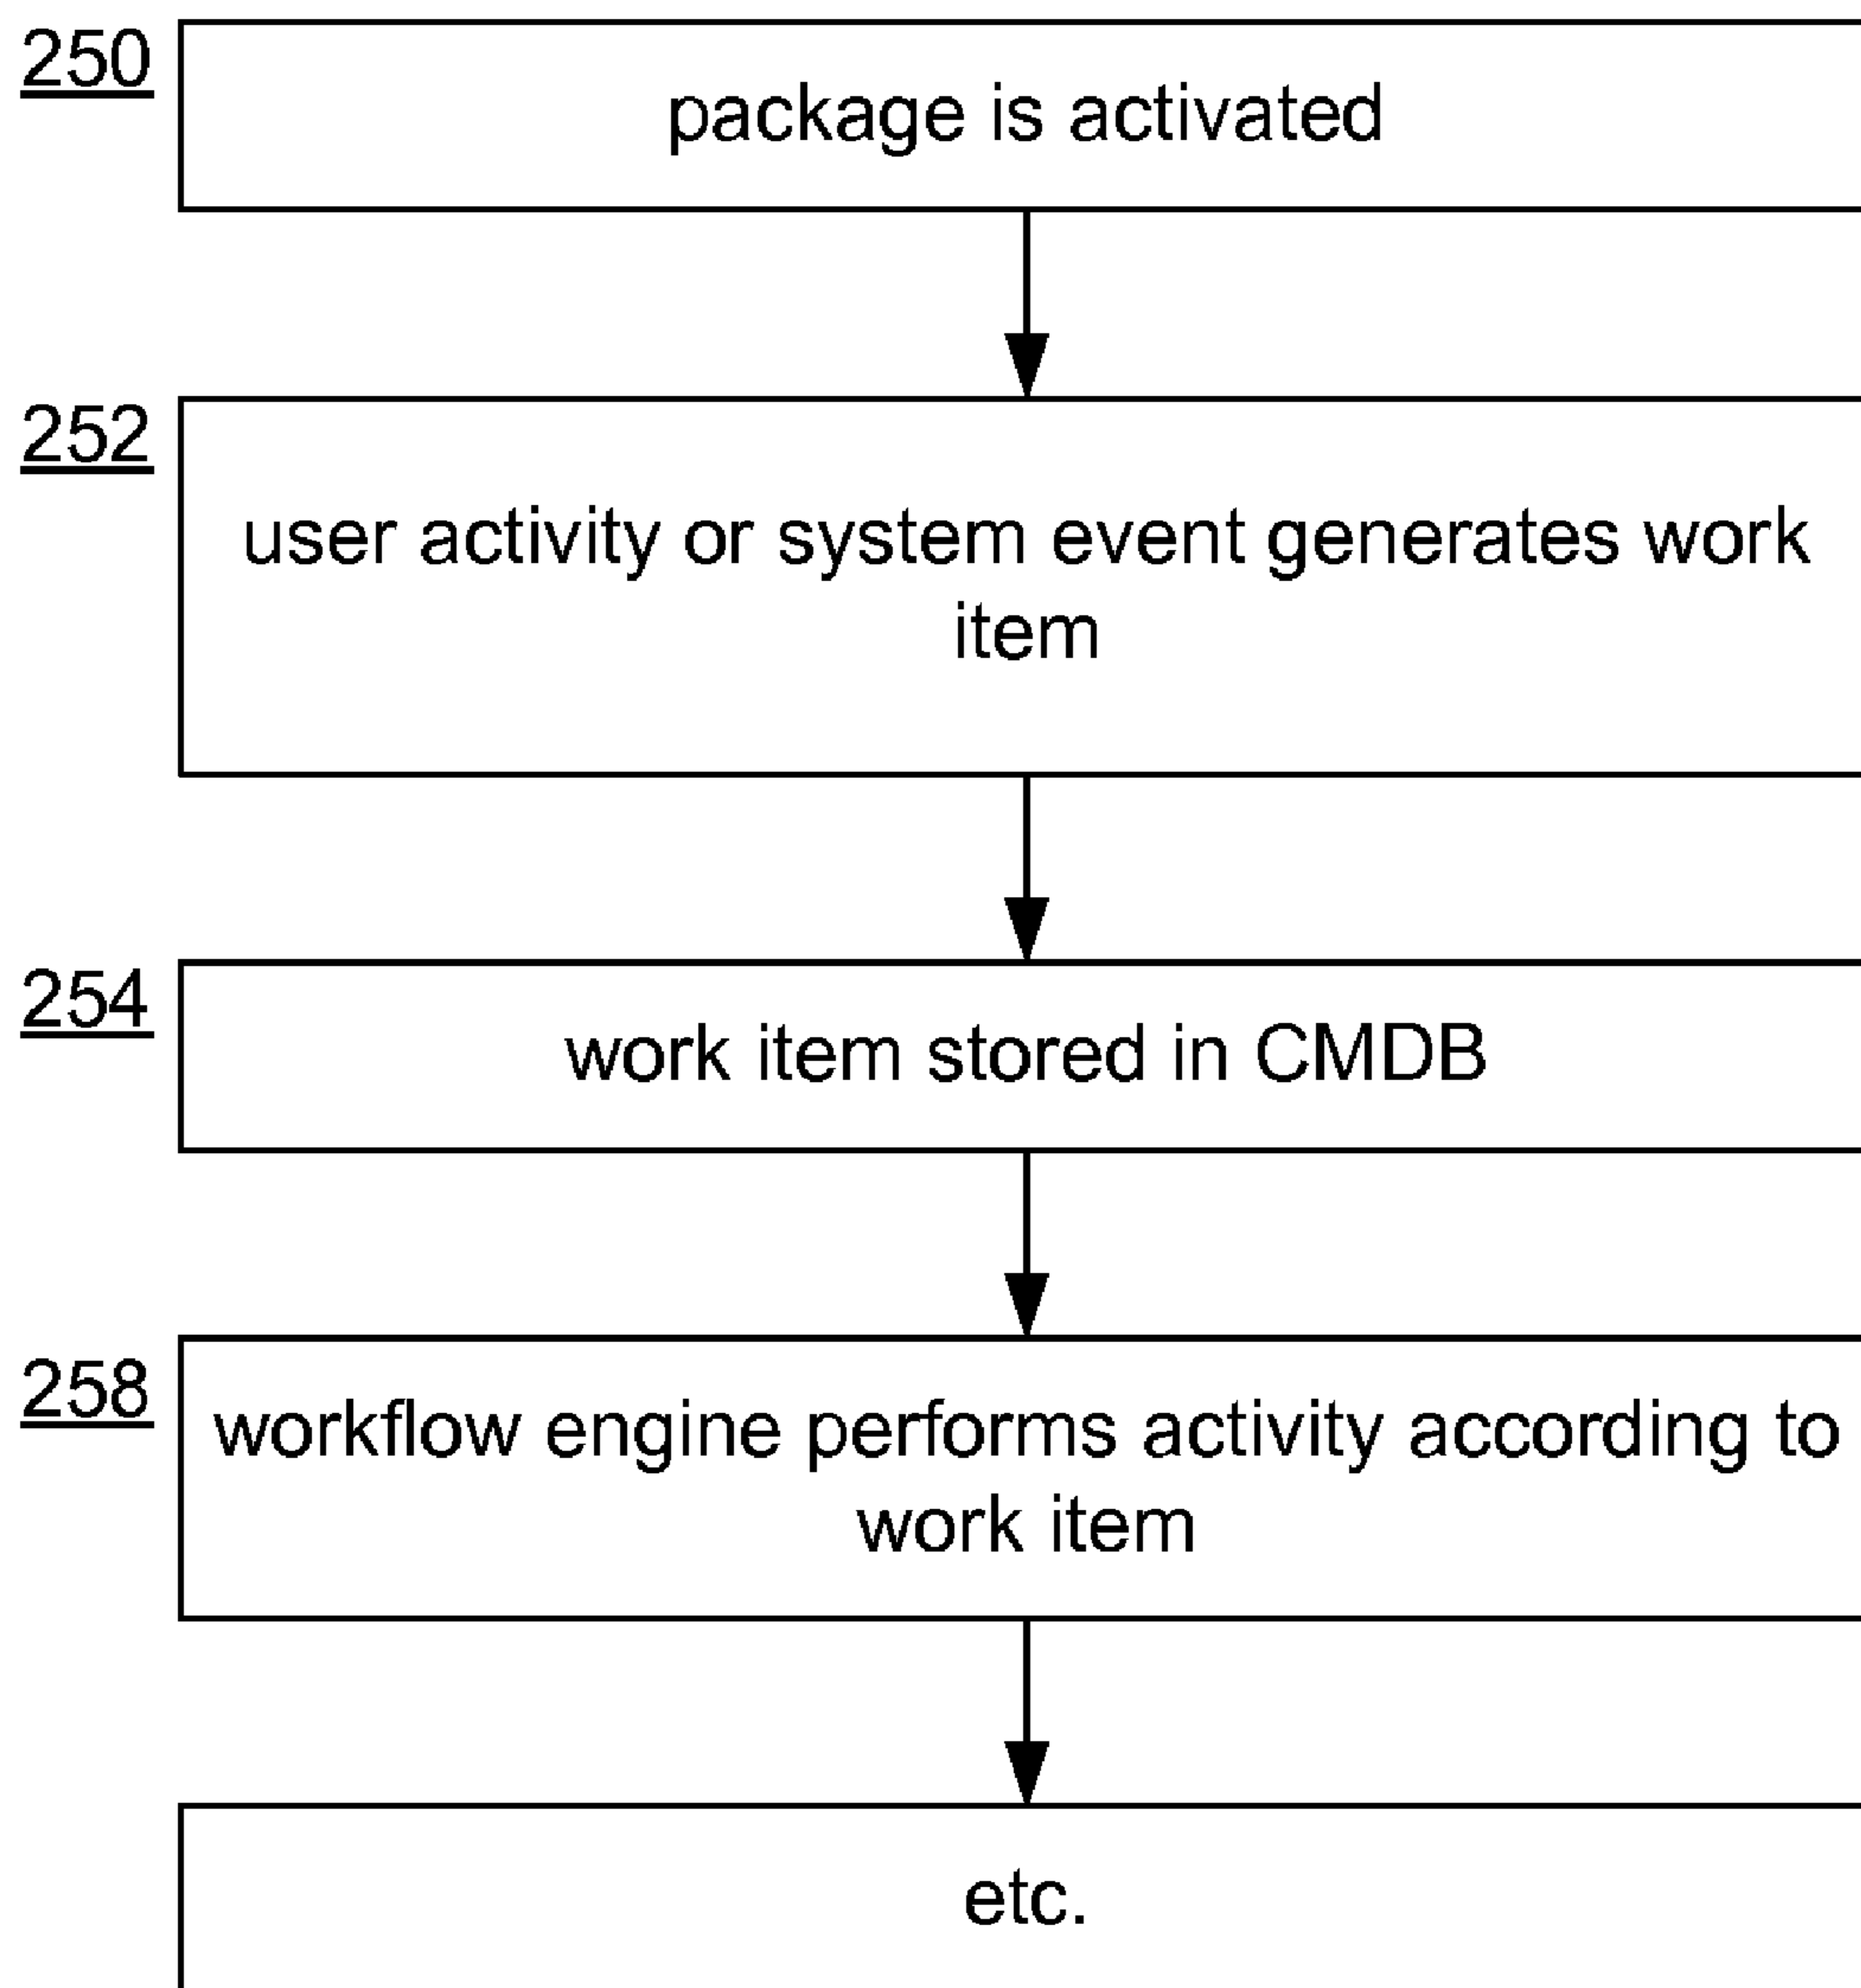 250
package is activated
252
user activity or system event generates work
item
254
work item stored in CMDB
258
workflow engine performs activity according to
work item
etc.